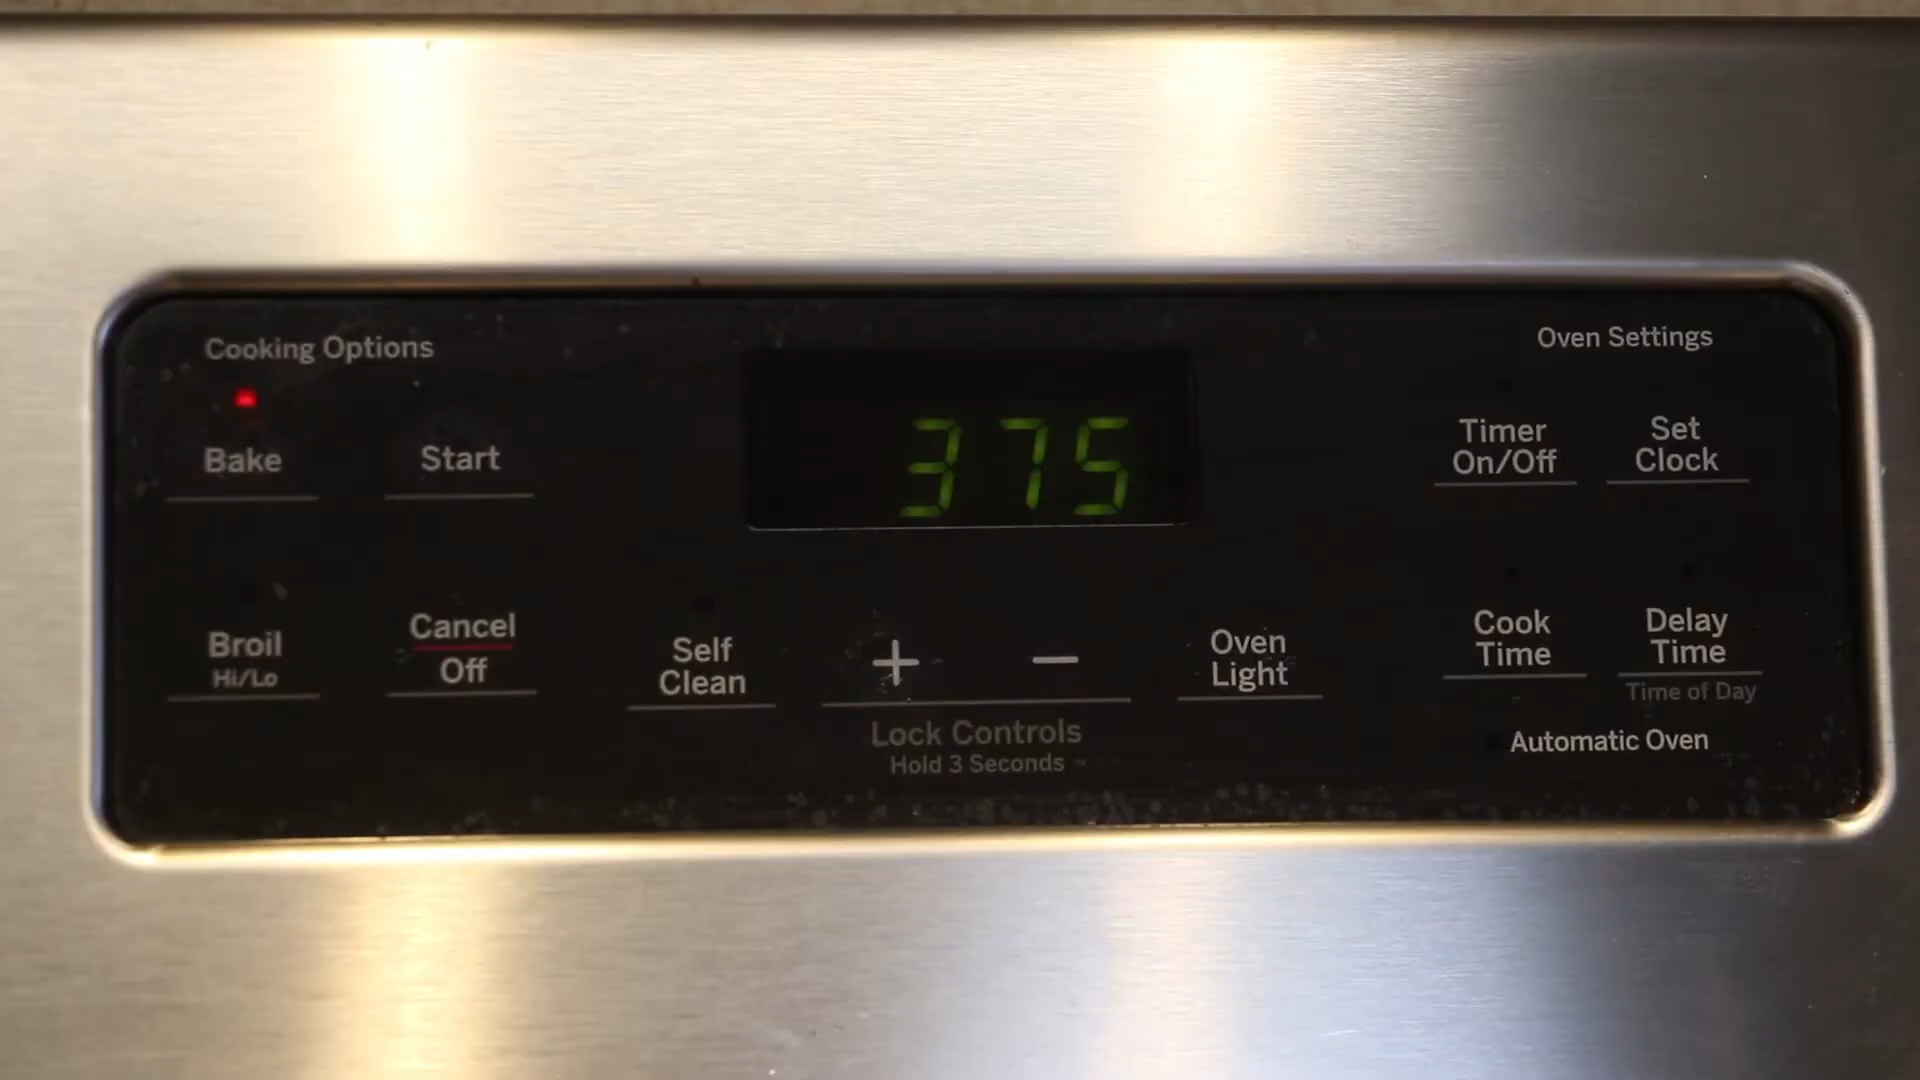 Cooking Options
Oven Settings
Bake
Start
375
Timer
On/Off
Set
Clock
Broil
Hi/Lo
Cancel
Off
Self
Clean
+
−
Oven
Light
Cook
Time
Delay
Time
Time of Day
Lock Controls
Hold 3 Seconds
Automatic Oven